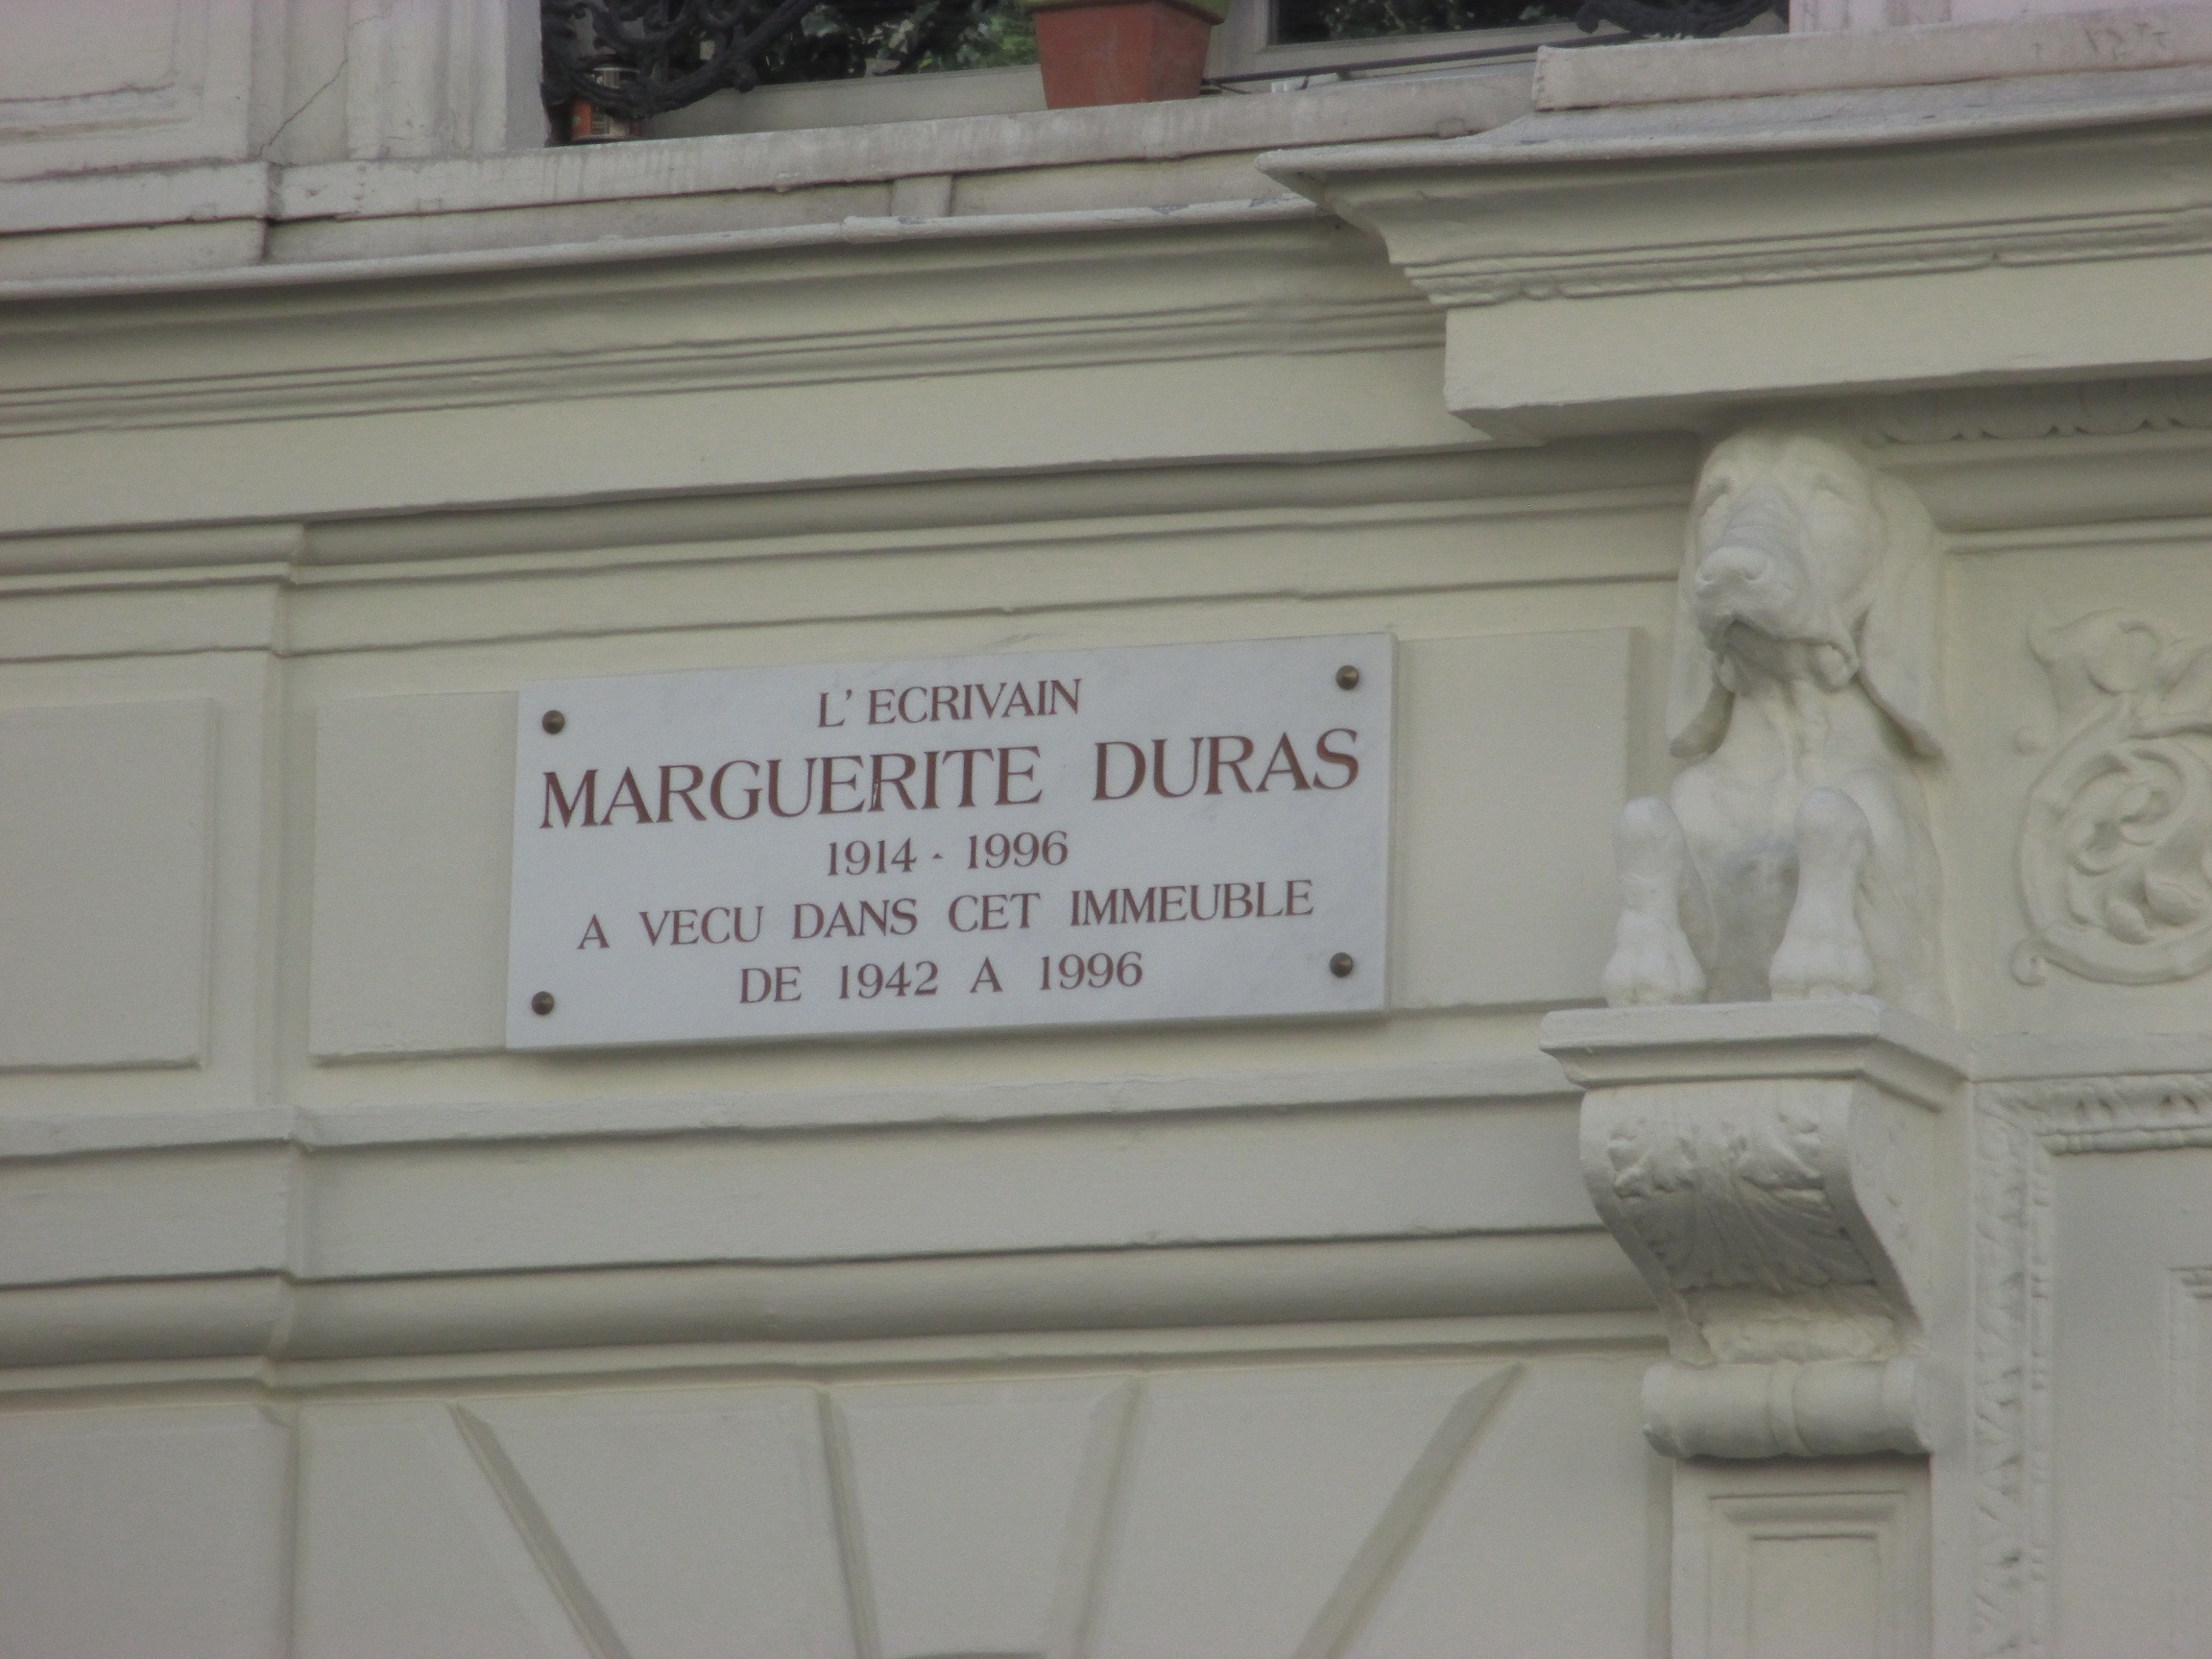 L' ECRIVAIN
MARGUERITE DURAS
1914 - 1996
A VECU DANS CET IMMEUBLE
DE 1942 A 1996